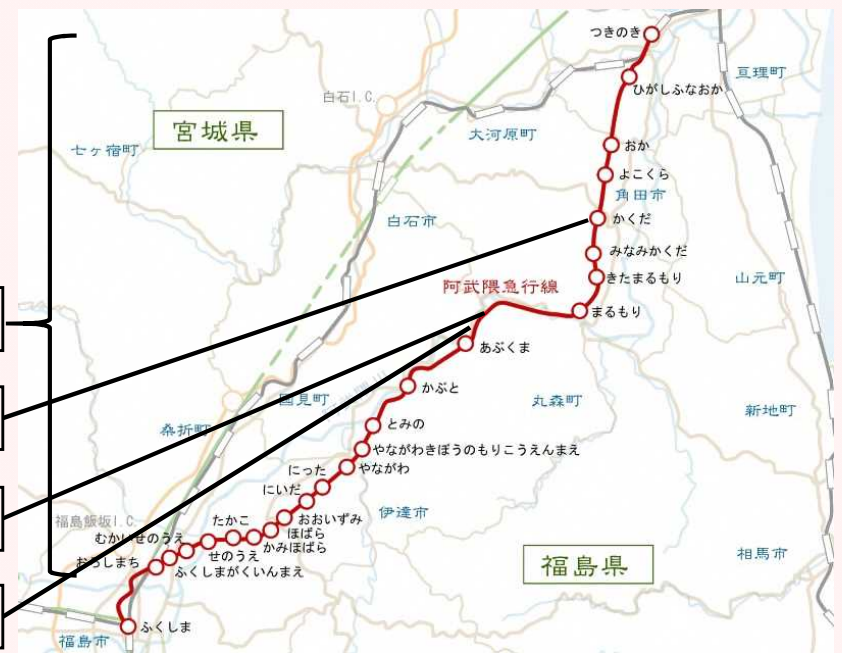 つきのき
亘理町
ひがしふなおか
白石I.C.
宮城県
大河原町
七ヶ宿町
おか
よこくら
角田市
白石市
かくだ
みなみかくだ
きたまるもり
山元町
阿武隈急行線
まるもり
あぶくま
かぶと
国見町
丸森町
新地町
桑折町
とみの
やながわきぼうのもりこうえんまえ
やながわ
にった
にいだ
伊達市
おおいずみ
福島飯坂I.C.
たかこ
ほばら
むかいせのうえ
かみほばら
せのうえ
おろしまち
ふくしまがくいんまえ
相馬市
福島県
ふくしま
福島市